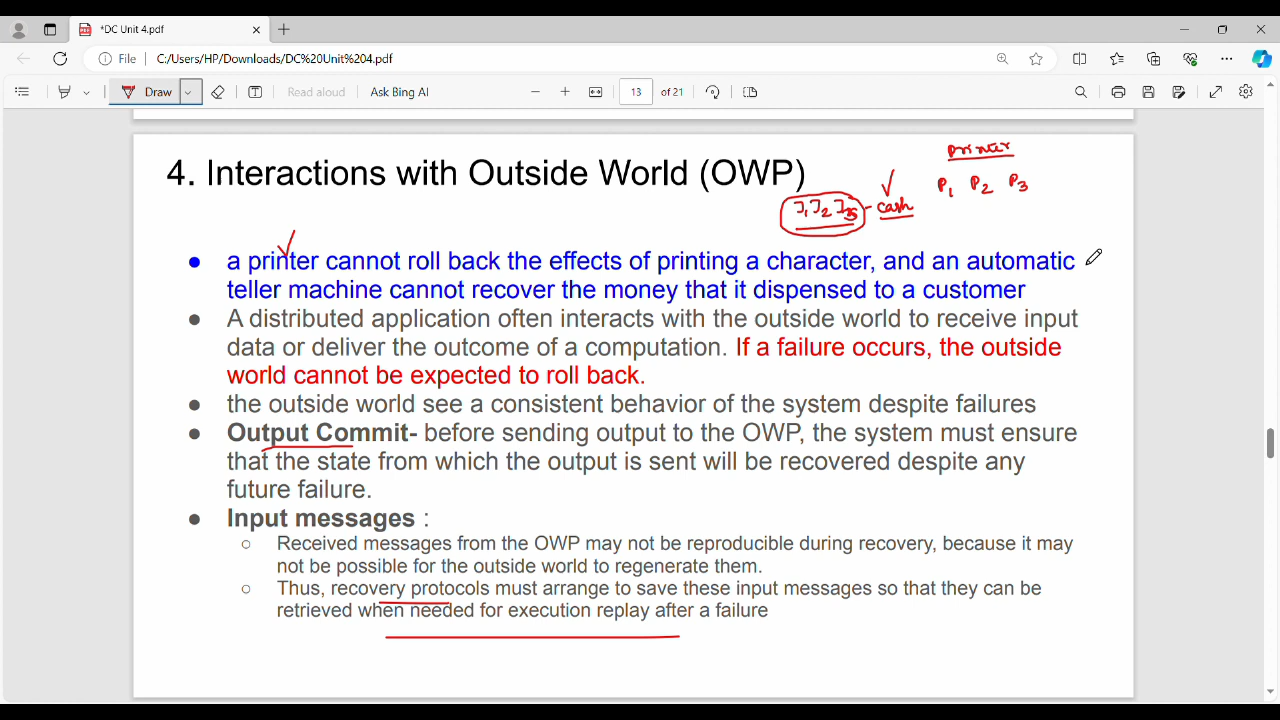 *DC Unit 4.pdf
File C:/Users/HP/Downloads/DC%20Unit%204.pdf
Draw Read aloud Ask Bing AI 13 of 21
4. Interactions with Outside World (OWP)
printer
P1 P2 P3
cash
a printer cannot roll back the effects of printing a character, and an automatic
teller machine cannot recover the money that it dispensed to a customer
A distributed application often interacts with the outside world to receive input
data or deliver the outcome of a computation. If a failure occurs, the outside
world cannot be expected to roll back.
the outside world see a consistent behavior of the system despite failures
Output Commit- before sending output to the OWP, the system must ensure
that the state from which the output is sent will be recovered despite any
future failure.
Input messages :
Received messages from the OWP may not be reproducible during recovery, because it may
not be possible for the outside world to regenerate them.
Thus, recovery protocols must arrange to save these input messages so that they can be
retrieved when needed for execution replay after a failure